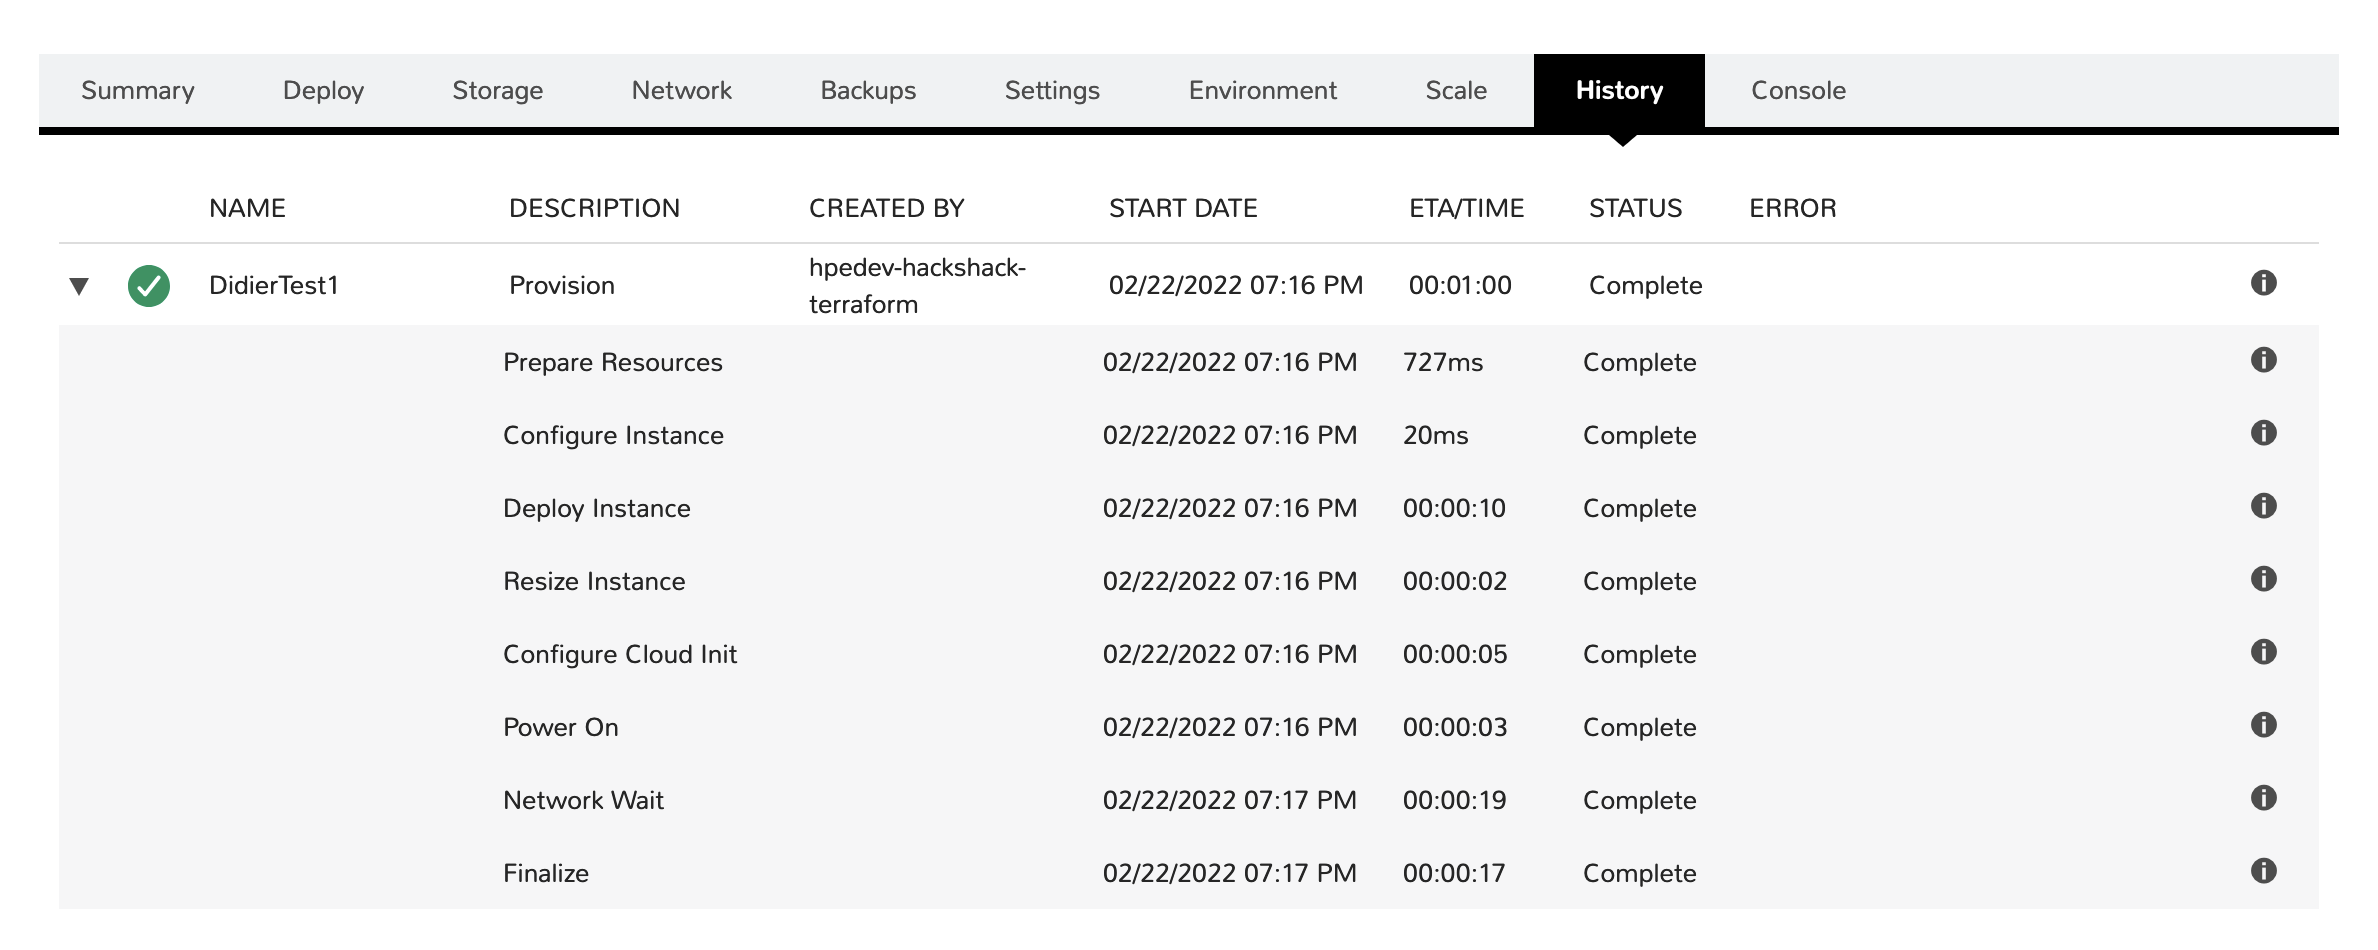 Summary Deploy Storage Network Backups Settings Environment Scale History Console
NAME DESCRIPTION CREATED BY START DATE ETA/TIME STATUS ERROR
DidierTest1 Provision hpedev-hackshack- 02/22/2022 07:16 PM 00:01:00 Complete
terraform
Prepare Resources 02/22/2022 07:16 PM 727ms Complete
Configure Instance 02/22/2022 07:16 PM 20ms Complete
Deploy Instance 02/22/2022 07:16 PM 00:00:10 Complete
Resize Instance 02/22/2022 07:16 PM 00:00:02 Complete
Configure Cloud Init 02/22/2022 07:16 PM 00:00:05 Complete
Power On 02/22/2022 07:16 PM 00:00:03 Complete
Network Wait 02/22/2022 07:17 PM 00:00:19 Complete
Finalize 02/22/2022 07:17 PM 00:00:17 Complete